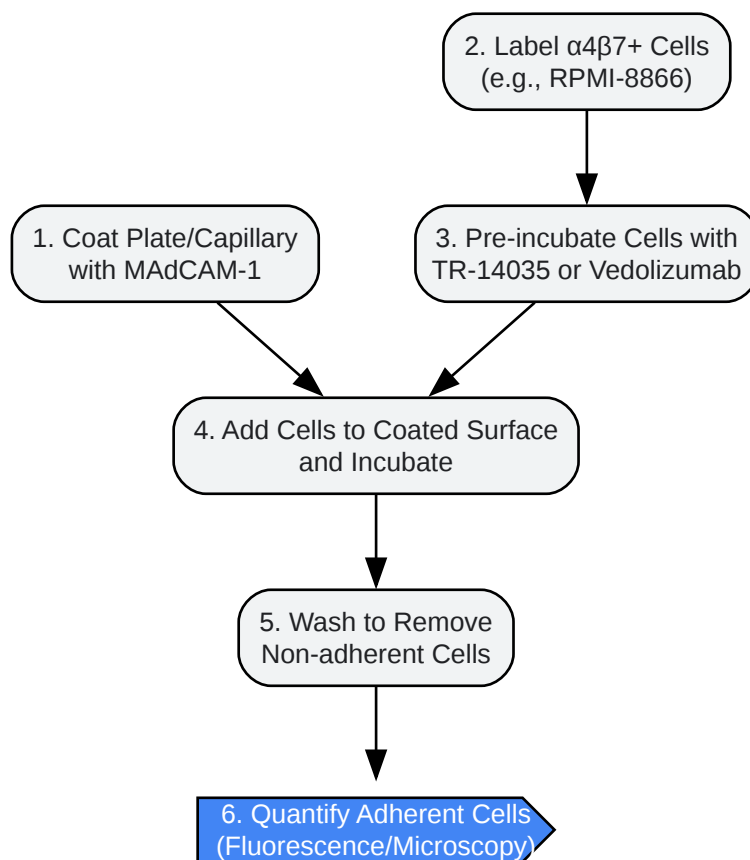 2. Label α4β7+ Cells
(e.g., RPMI-8866)
1. Coat Plate/Capillary
with MAdCAM-1
3. Pre-incubate Cells with
TR-14035 or Vedolizumab
4. Add Cells to Coated Surface
and Incubate
5. Wash to Remove
Non-adherent Cells
6. Quantify Adherent Cells
(Fluorescence/Microscopy)